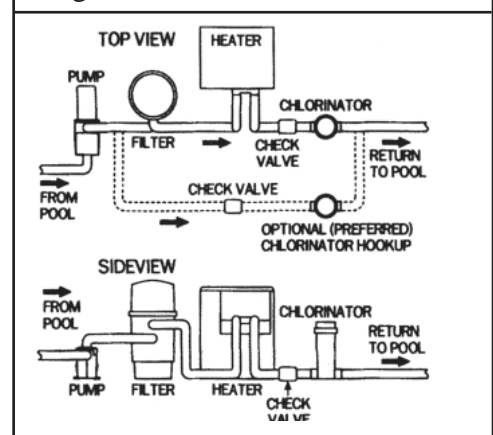 TOP VIEW
HEATER
PUMP
CHLORINATOR
FILTER
CHECK
VALVE
RETURN
TO POOL
FROM
POOL
CHECK VALVE
OPTIONAL (PREFERRED)
CHLORINATOR HOOKUP
SIDEVIEW
FROM
POOL
CHLORINATOR
RETURN
TO POOL
PUMP
FILTER
HEATER
CHECK
VALVE